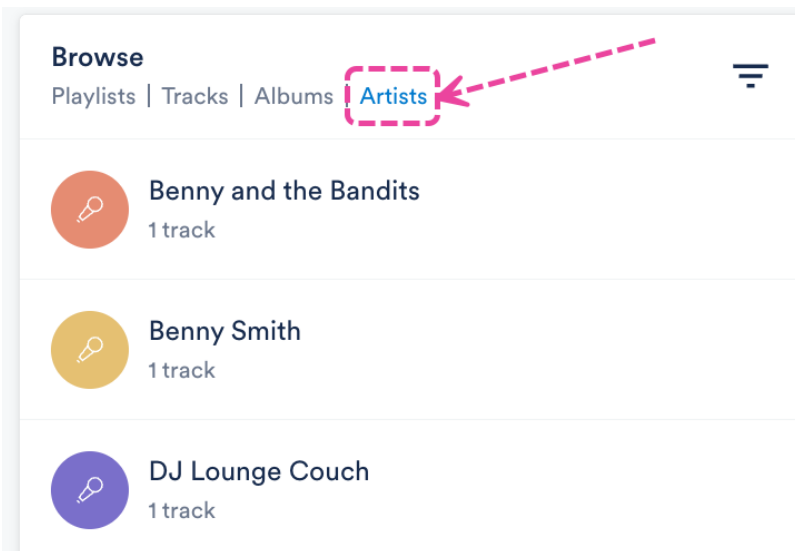 Browse
Playlists | Tracks | Albums | Artists
Benny and the Bandits
1 track
Benny Smith
1 track
DJ Lounge Couch
1 track